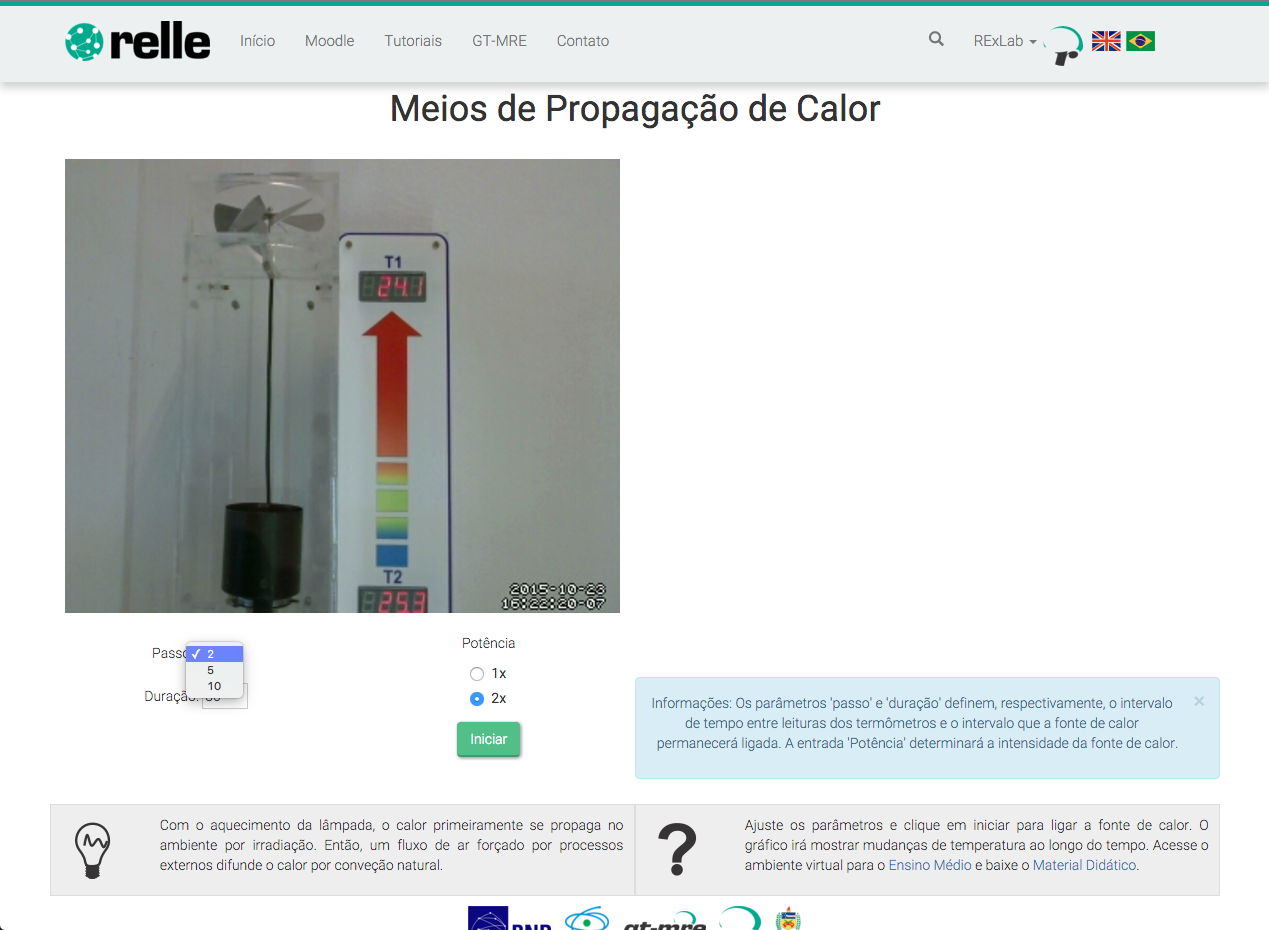 relle
Início
Moodle
Tutoriais
GT-MRE
Contato
RExLab
Meios de Propagação de Calor
T1
24.1
T2
25.3
2015-10-23
16:22:20-07
Passo
✓ 2
5
10
Duração:
Potência
1x
2x
Iniciar
Informações: Os parâmetros 'passo' e 'duração' definem, respectivamente, o intervalo
de tempo entre leituras dos termômetros e o intervalo que a fonte de calor
permanecerá ligada. A entrada 'Potência' determinará a intensidade da fonte de calor.
×
Com o aquecimento da lâmpada, o calor primeiramente se propaga no
ambiente por irradiação. Então, um fluxo de ar forçado por processos
externos difunde o calor por conveção natural.
?
Ajuste os parâmetros e clique em iniciar para ligar a fonte de calor. O
gráfico irá mostrar mudanças de temperatura ao longo do tempo. Acesse o
ambiente virtual para o Ensino Médio e baixe o Material Didático.
RNP
gt-mre